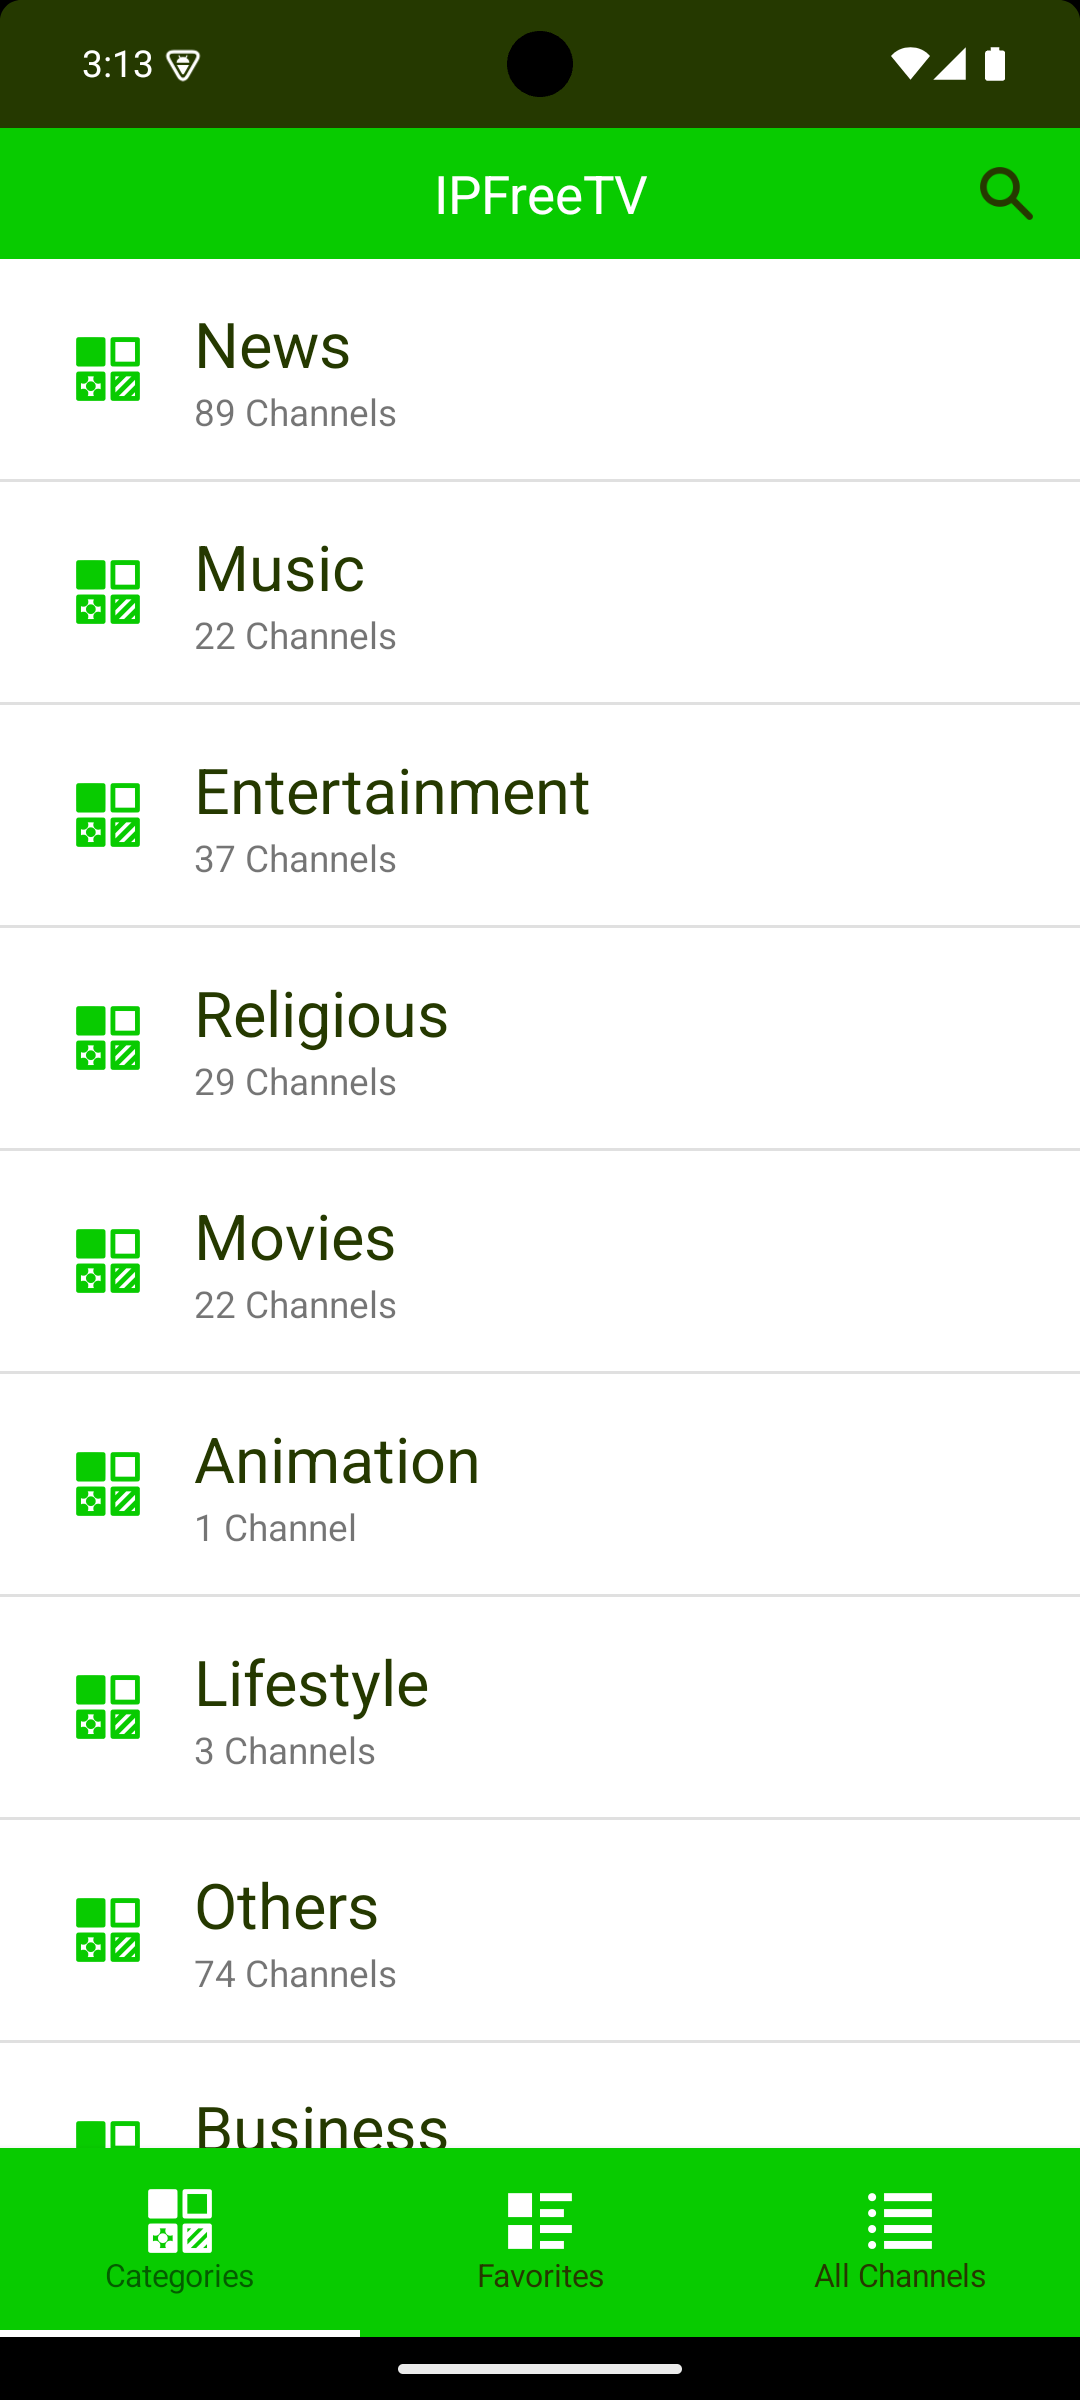 3:13
IPFreeTV
News
89 Channels
Music
22 Channels
Entertainment
37 Channels
Religious
29 Channels
Movies
22 Channels
Animation
1 Channel
Lifestyle
3 Channels
Others
74 Channels
Business
Categories
Favorites
All Channels